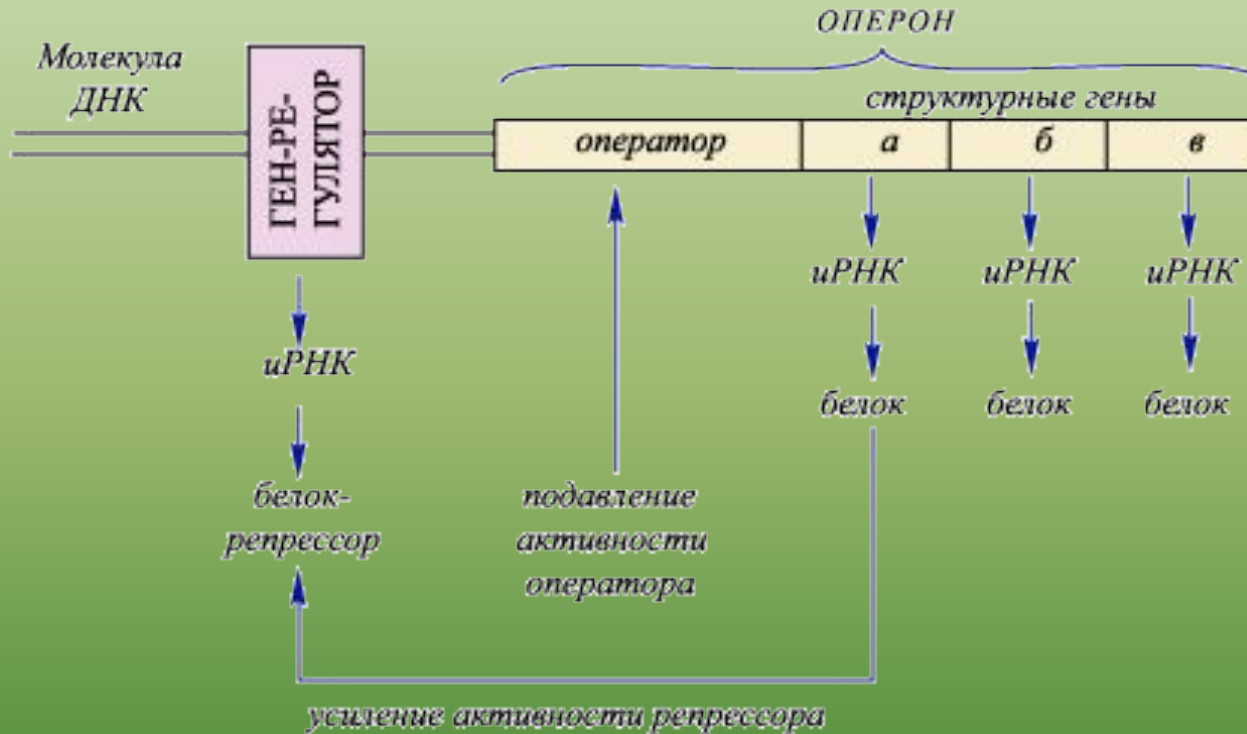 ОПЕРОН
Молекула
ДНК
ГЕН-РЕ-
ГУЛЯТОР
структурные гены
оператор
а
б
в
иРНК
иРНК
иРНК
иРНК
белок
белок
белок
белок-
репрессор
подавление
активности
оператора
усиление активности репрессора